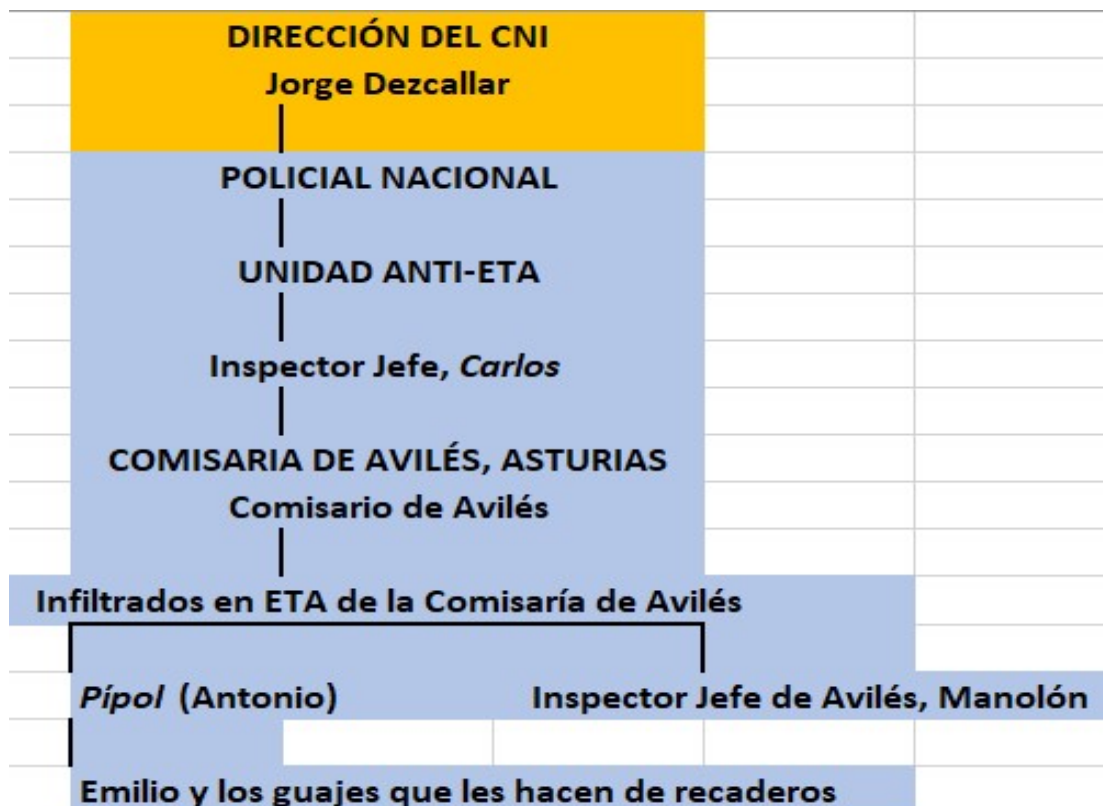 DIRECCIÓN DEL CNI
Jorge Dezcallar
POLICIAL NACIONAL
UNIDAD ANTI-ETA
Inspector Jefe, Carlos
COMISARIA DE AVILÉS, ASTURIAS
Comisario de Avilés
Infiltrados en ETA de la Comisaría de Avilés
Pípol (Antonio)
Inspector Jefe de Avilés, Manolón
Emilio y los guajes que les hacen de recaderos